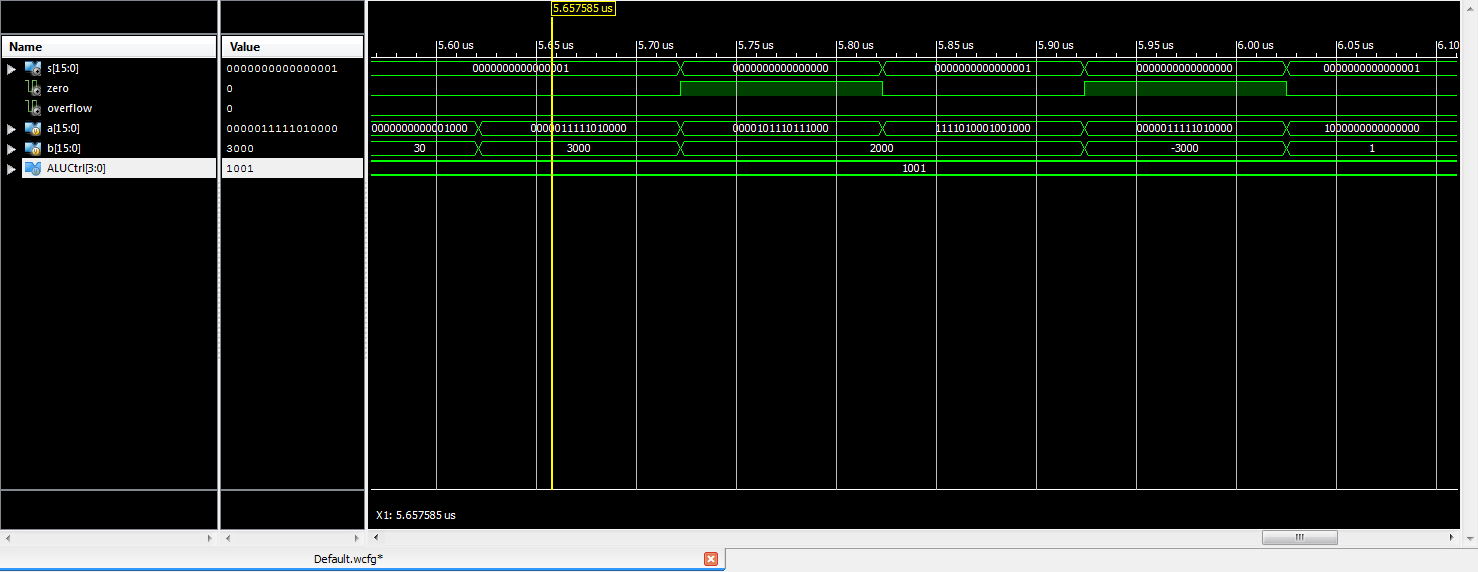 5.657585 us
Name Value
5.60 us 5.65 us 5.70 us 5.75 us 5.80 us 5.85 us 5.90 us 5.95 us 6.00 us 6.05 us 6.10
s[15:0] 0000000000000001 0000000000000001 0000000000000000 0000000000000001 0000000000000000 0000000000000001
zero 0
overflow 0
a[15:0] 0000011111010000 0000000000001000 0000011111010000 0000101110111000 1111010001001000 0000011111010000 1000000000000000
b[15:0] 3000 30 3000 2000 -3000 1
ALUCtrl[3:0] 1001 1001
X1: 5.657585 us
Default.wcfg*